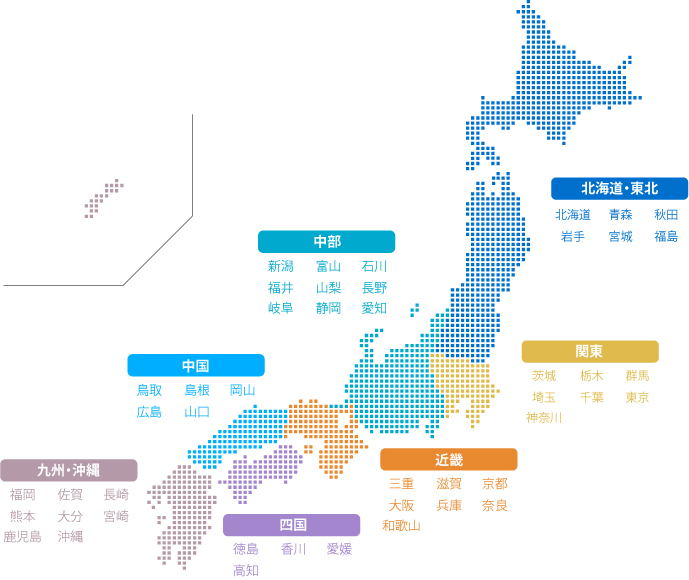 北海道・東北
北海道 青森 秋田
岩手 宮城 福島
中部
新潟 富山 石川
福井 山梨 長野
岐阜 静岡 愛知
関東
茨城 栃木 群馬
埼玉 千葉 東京
神奈川
中国
鳥取 島根 岡山
広島 山口
近畿
三重 滋賀 京都
大阪 兵庫 奈良
和歌山
九州・沖縄
福岡 佐賀 長崎
熊本 大分 宮崎
鹿児島 沖縄
四国
徳島 香川 愛媛
高知